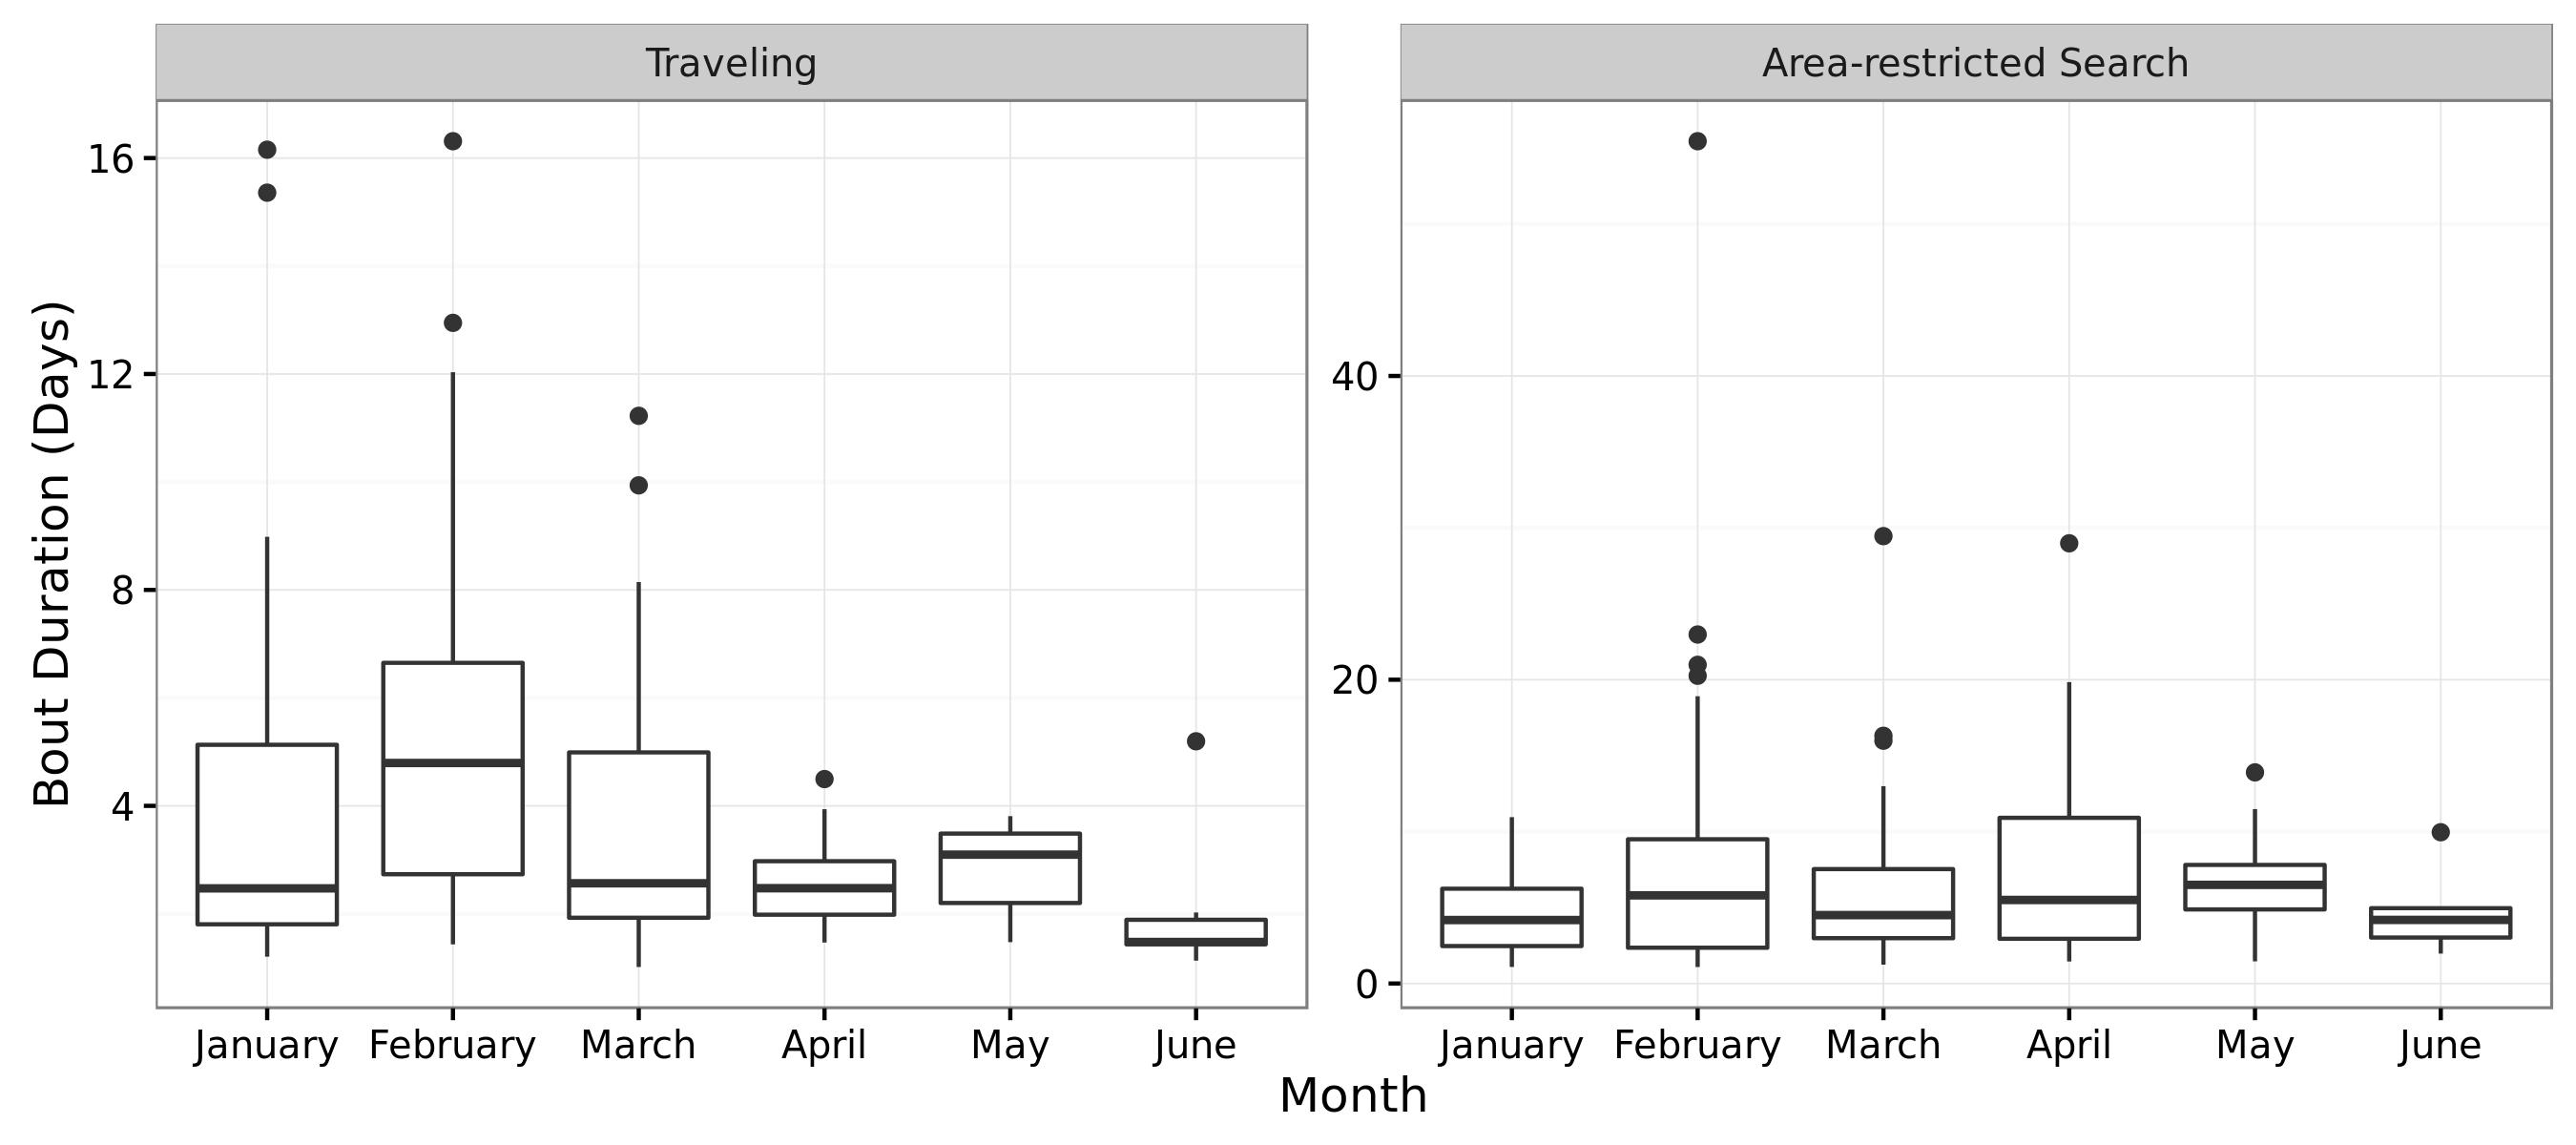 Traveling
Area-restricted Search
Bout Duration (Days)
16
12
8
4
40
20
0
January February March April May June
January February March April May June
Month